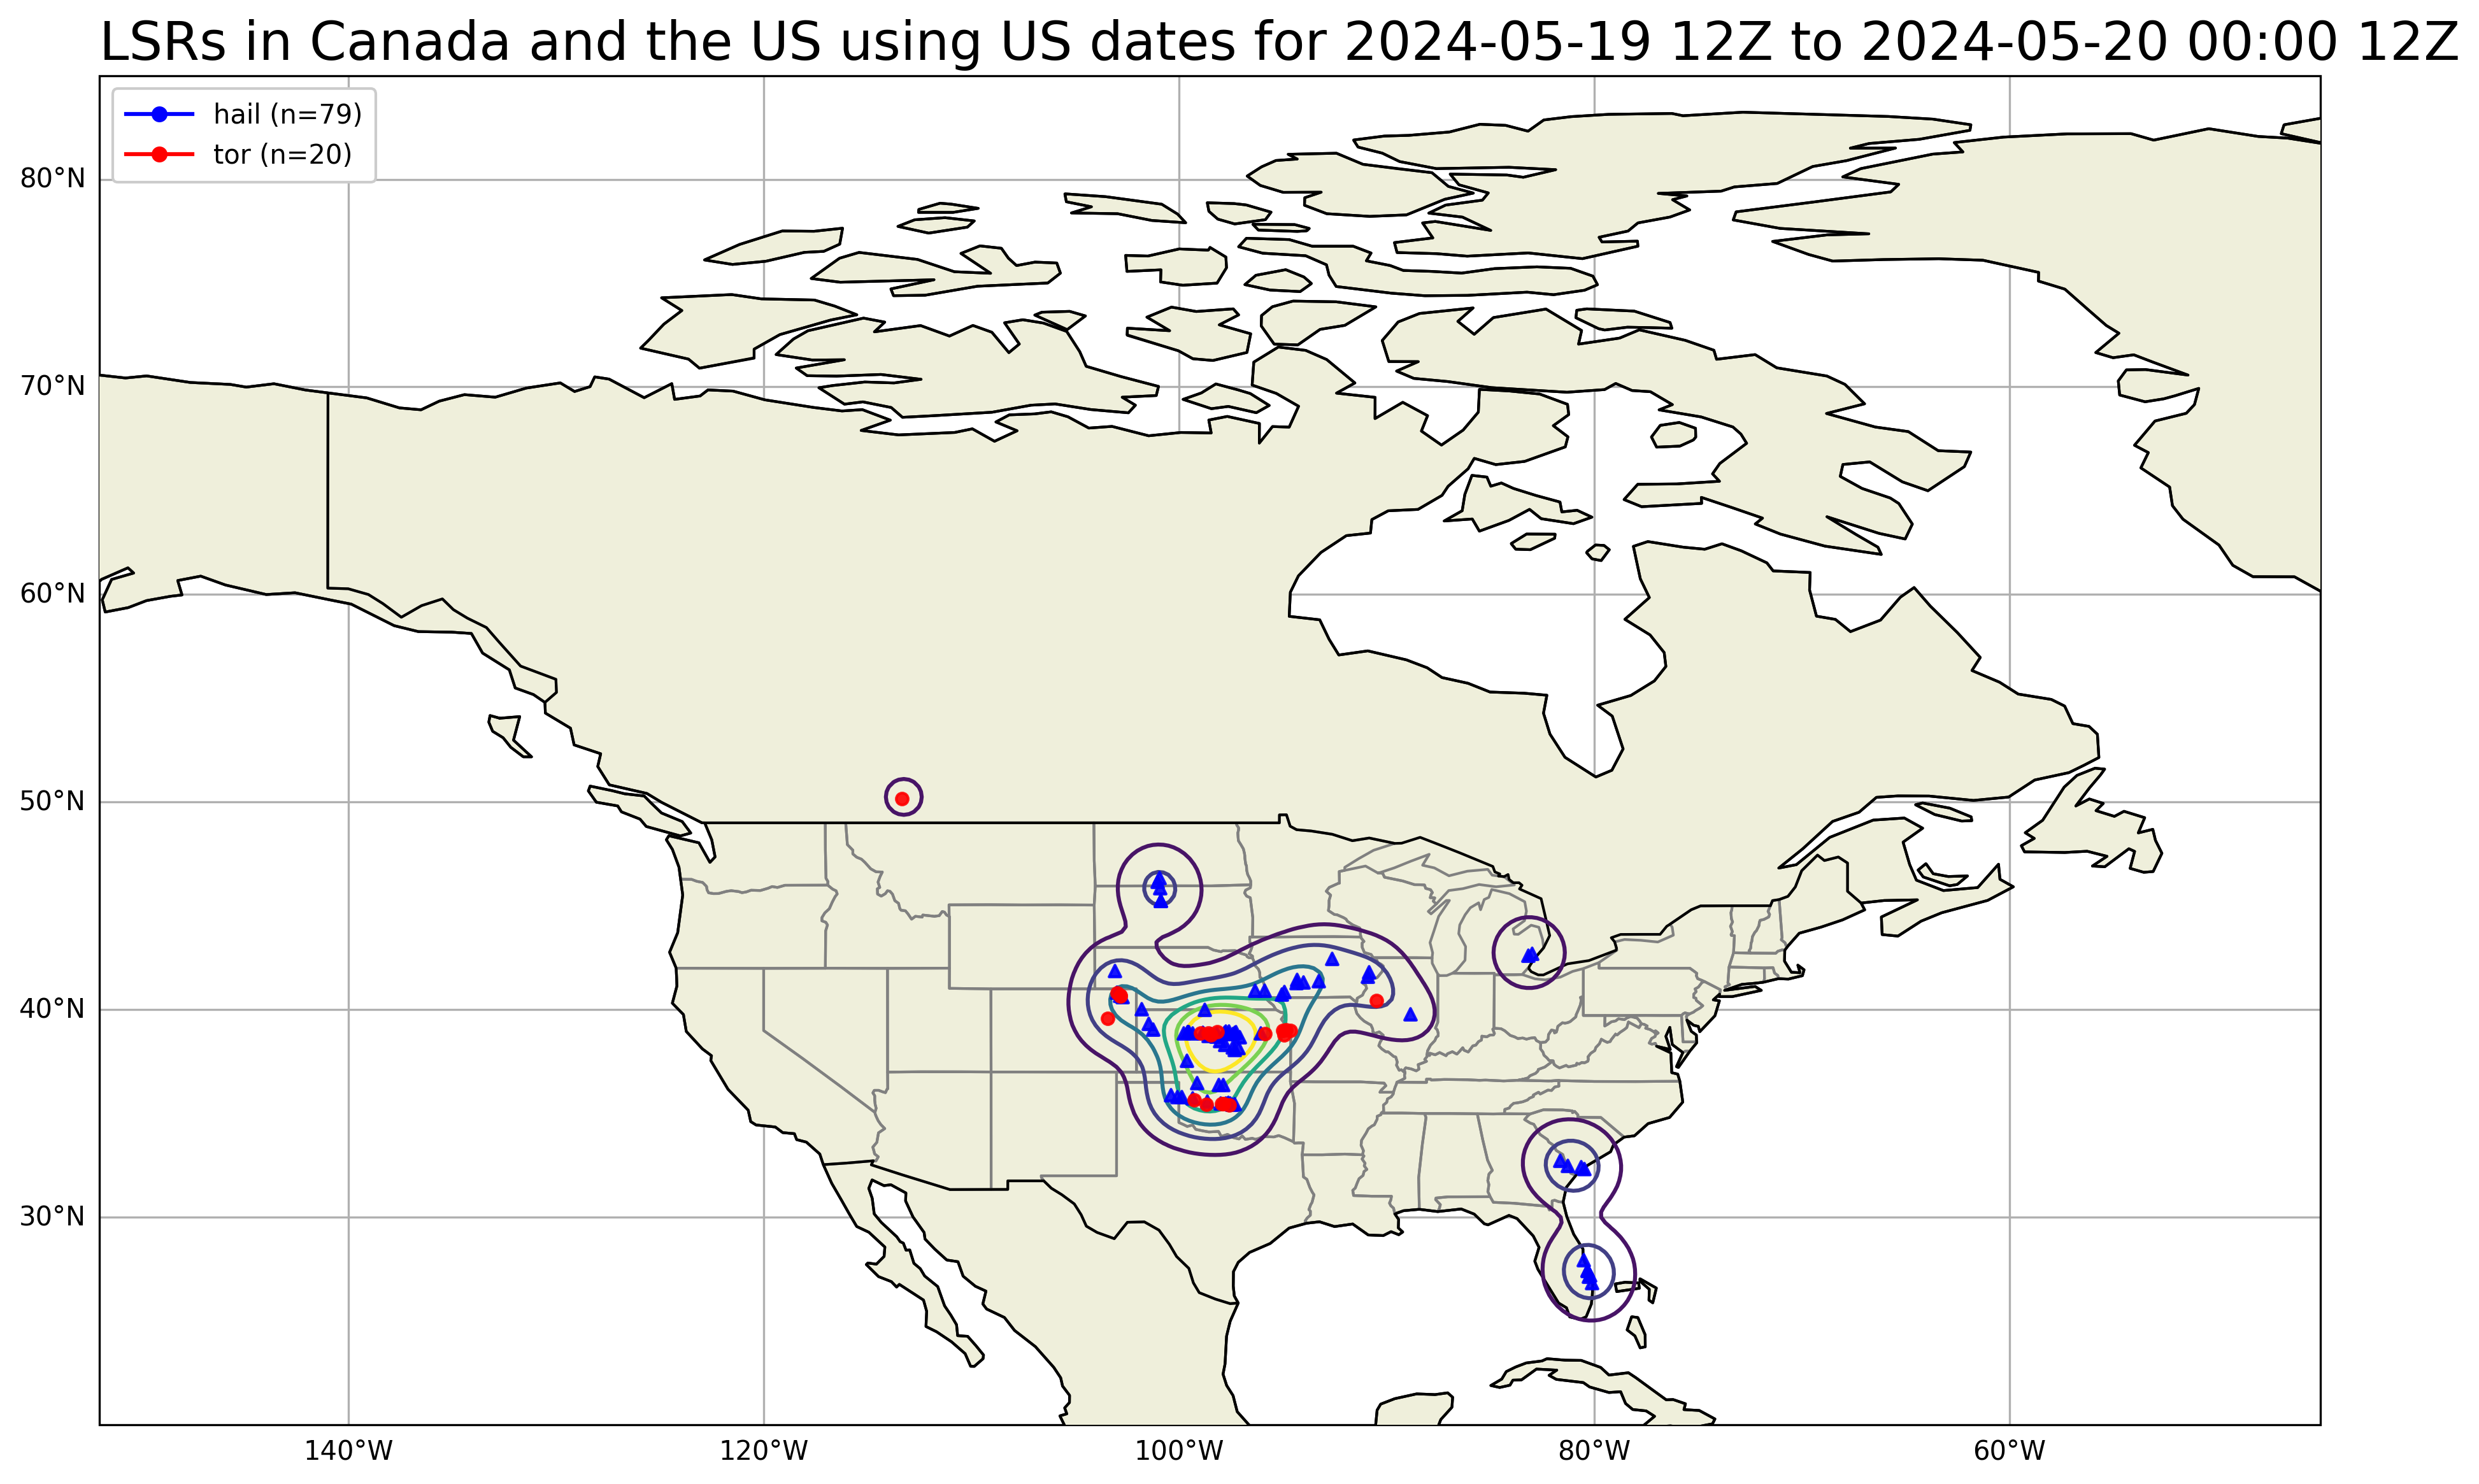 LSRs in Canada and the US using US dates for 2024-05-19 12Z to 2024-05-20 00:00 12Z
hail (n=79)
tor (n=20)
80°N
70°N
60°N
50°N
40°N
30°N
140°W
120°W
100°W
80°W
60°W